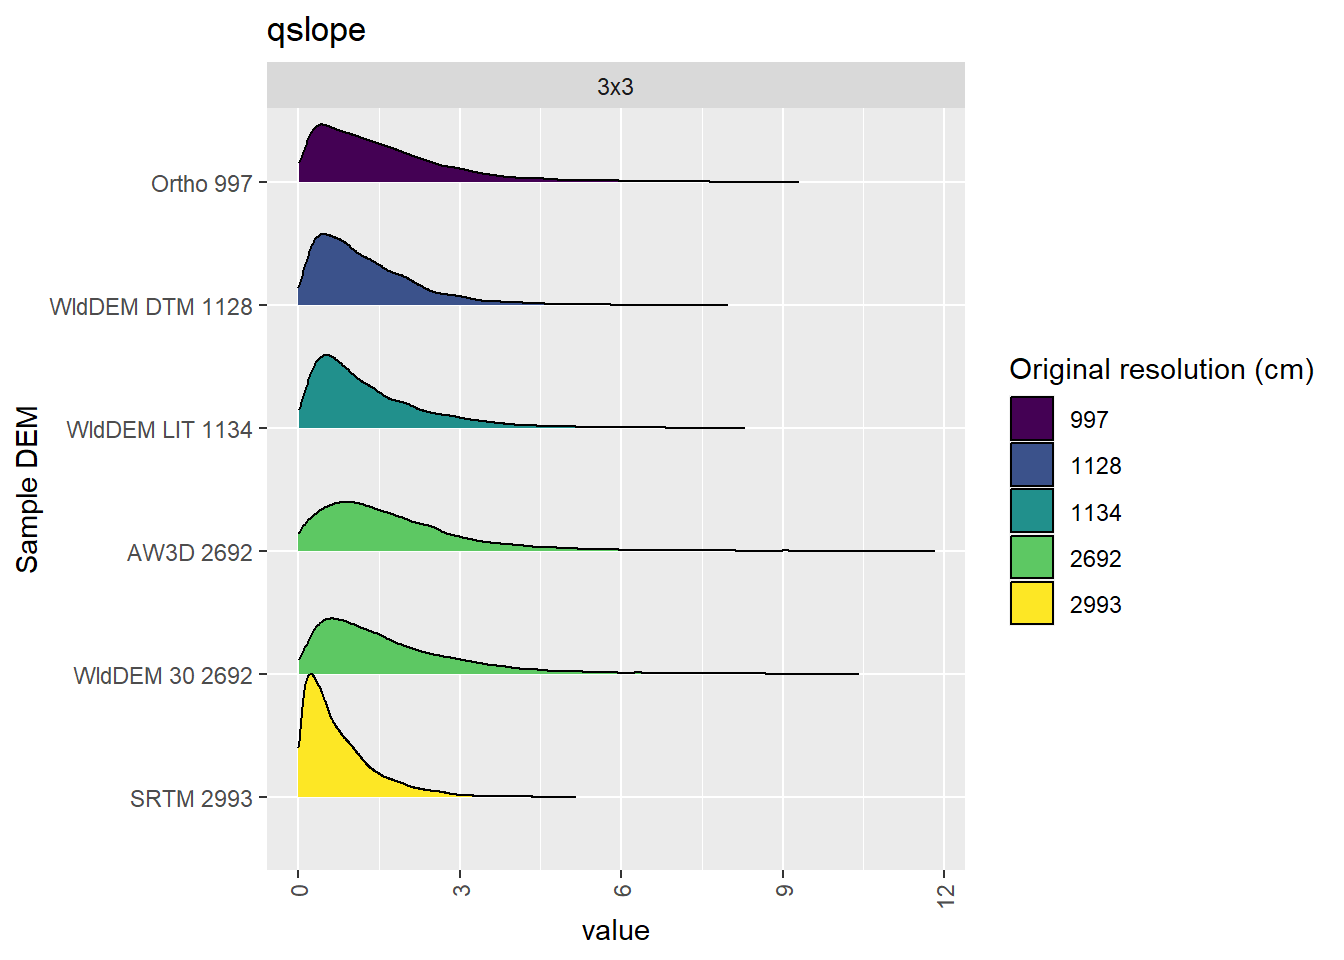 qslope
3x3
Sample DEM
Ortho 997
WldDEM DTM 1128
WldDEM LIT 1134
AW3D 2692
WldDEM 30 2692
SRTM 2993
0
3
6
9
12
value
Original resolution (cm)
997
1128
1134
2692
2993